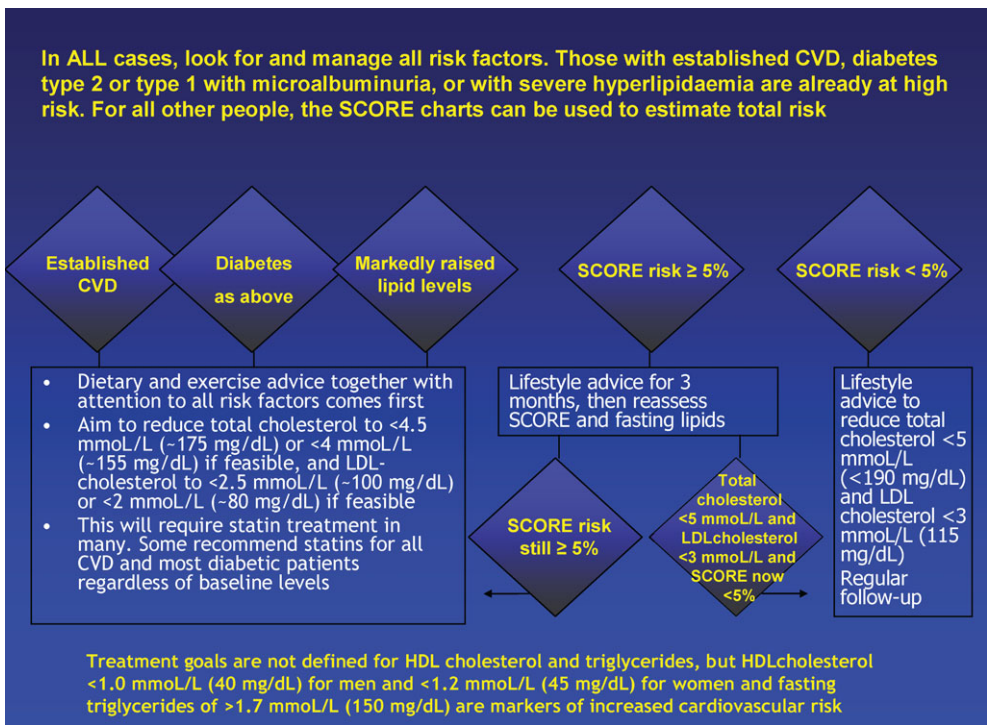 In ALL cases, look for and manage all risk factors. Those with established CVD, diabetes
type 2 or type 1 with microalbuminuria, or with severe hyperlipidaemia are already at high
risk. For all other people, the SCORE charts can be used to estimate total risk
Established
CVD
Diabetes
as above
Markedly raised
lipid levels
SCORE risk ≥ 5%
SCORE risk < 5%
• Dietary and exercise advice together with
attention to all risk factors comes first
• Aim to reduce total cholesterol to <4.5
mmoL/L (~175 mg/dL) or <4 mmoL/L
(~155 mg/dL) if feasible, and LDL-
cholesterol to <2.5 mmoL/L (~100 mg/dL)
or <2 mmoL/L (~80 mg/dL) if feasible
• This will require statin treatment in
many. Some recommend statins for all
CVD and most diabetic patients
regardless of baseline levels
Lifestyle advice for 3
months, then reassess
SCORE and fasting lipids
SCORE risk
still ≥ 5%
Total
cholesterol
<5 mmoL/L and
LDLcholesterol
<3 mmoL/L and
SCORE now
<5%
Lifestyle
advice to
reduce total
cholesterol <5
mmoL/L
(<190 mg/dL)
and LDL
cholesterol <3
mmoL/L (115
mg/dL)
Regular
follow-up
Treatment goals are not defined for HDL cholesterol and triglycerides, but HDLcholesterol
<1.0 mmoL/L (40 mg/dL) for men and <1.2 mmoL/L (45 mg/dL) for women and fasting
triglycerides of >1.7 mmoL/L (150 mg/dL) are markers of increased cardiovascular risk